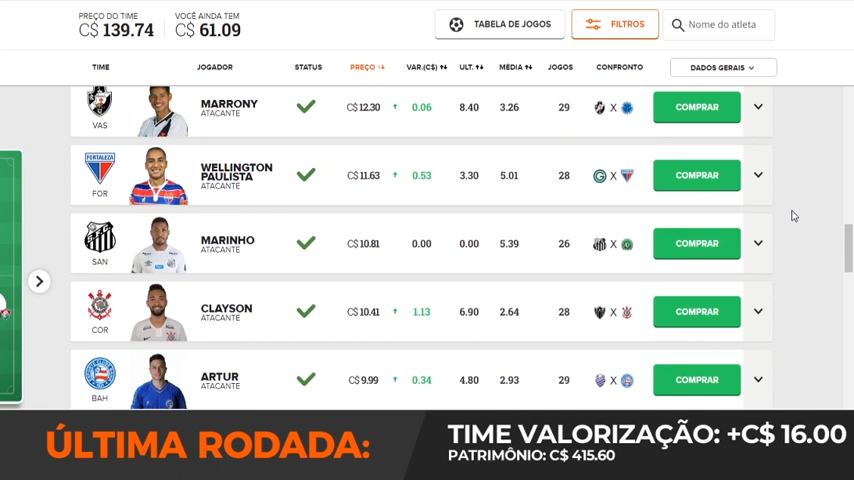 PREÇO DO TIME
C$ 139.74
VOCÊ AINDA TEM
C$ 61.09
TABELA DE JOGOS
FILTROS
Nome do atleta
TIME JOGADOR STATUS PREÇO VAR.(C$) ULT. MÉDIA JOGOS CONFRONTO DADOS GERAIS
VAS MARRONY ATACANTE C$ 12.30 0.06 8.40 3.26 29 X COMPRAR
FORTALEZA
FOR WELLINGTON PAULISTA ATACANTE C$ 11.63 0.53 3.30 5.01 28 X COMPRAR
SAN MARINHO ATACANTE C$ 10.81 0.00 0.00 5.39 26 X COMPRAR
COR CLAYSON ATACANTE C$ 10.41 1.13 6.90 2.64 28 X COMPRAR
BAH ARTUR ATACANTE C$ 9.99 0.34 4.80 2.93 29 X COMPRAR
ÚLTIMA RODADA:
TIME VALORIZAÇÃO: +C$ 16.00
PATRIMÔNIO: C$ 415.60